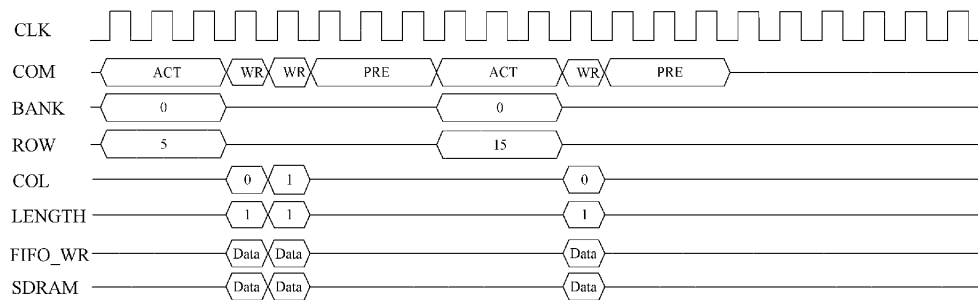 CLK
COM ACT WR WR PRE ACT WR PRE
BANK 0 0
ROW 5 15
COL 0 1 0
LENGTH 1 1 1
FIFO_WR Data Data Data
SDRAM Data Data Data